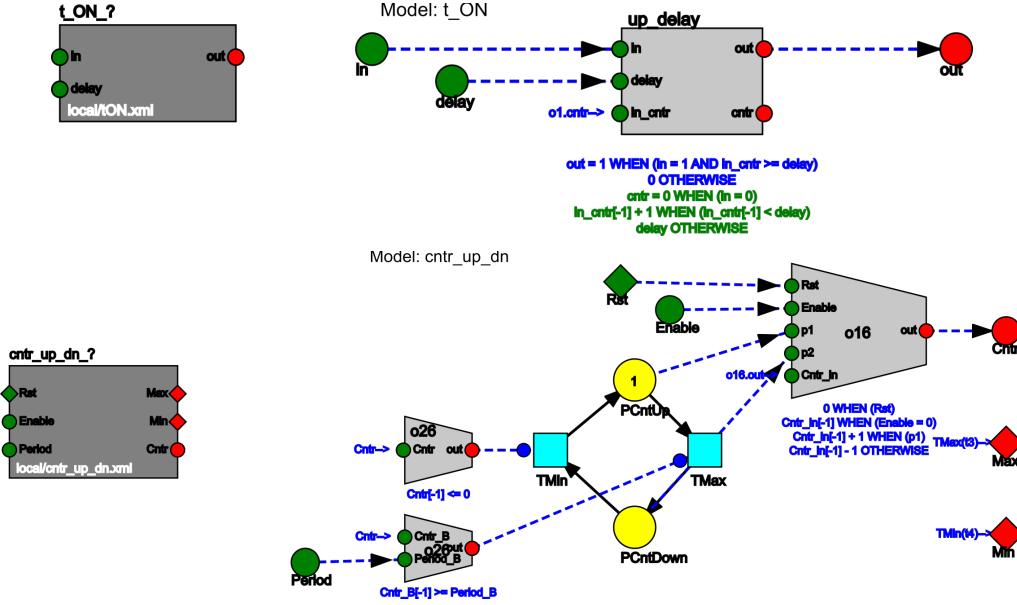 t_ON_?
In
out
delay
local/tON.xml
Model: t_ON
up_delay
In
In
out
out
delay
delay
o1.cntr-->
In_cntr
cntr
out = 1 WHEN (In = 1 AND In_cntr >= delay)
0 OTHERWISE
cntr = 0 WHEN (In = 0)
In_cntr[-1] + 1 WHEN (In_cntr[-1] < delay)
delay OTHERWISE
Model: cntr_up_dn
cntr_up_dn_?
Rst
Max
Enable
Min
Period
Cntr
local/cntr_up_dn.xml
Rst
Enable
Rst
Enable
p1
p2
Cntr_In
o16
out
Cntr
o16.out-->
0 WHEN (Rst)
Cntr_In[-1] WHEN (Enable = 0)
Cntr_In[-1] + 1 WHEN (p1)
Cntr_In[-1] - 1 OTHERWISE
1
PCntUp
TMin
TMax
PCntDown
o26
Cntr-->
Cntr
out
Cntr[-1] <= 0
Cntr-->
Cntr_B
o26
out
Period_B
Period
Cntr_B[-1] >= Period_B
TMax(t3)-->
Max
TMin(t4)-->
Min